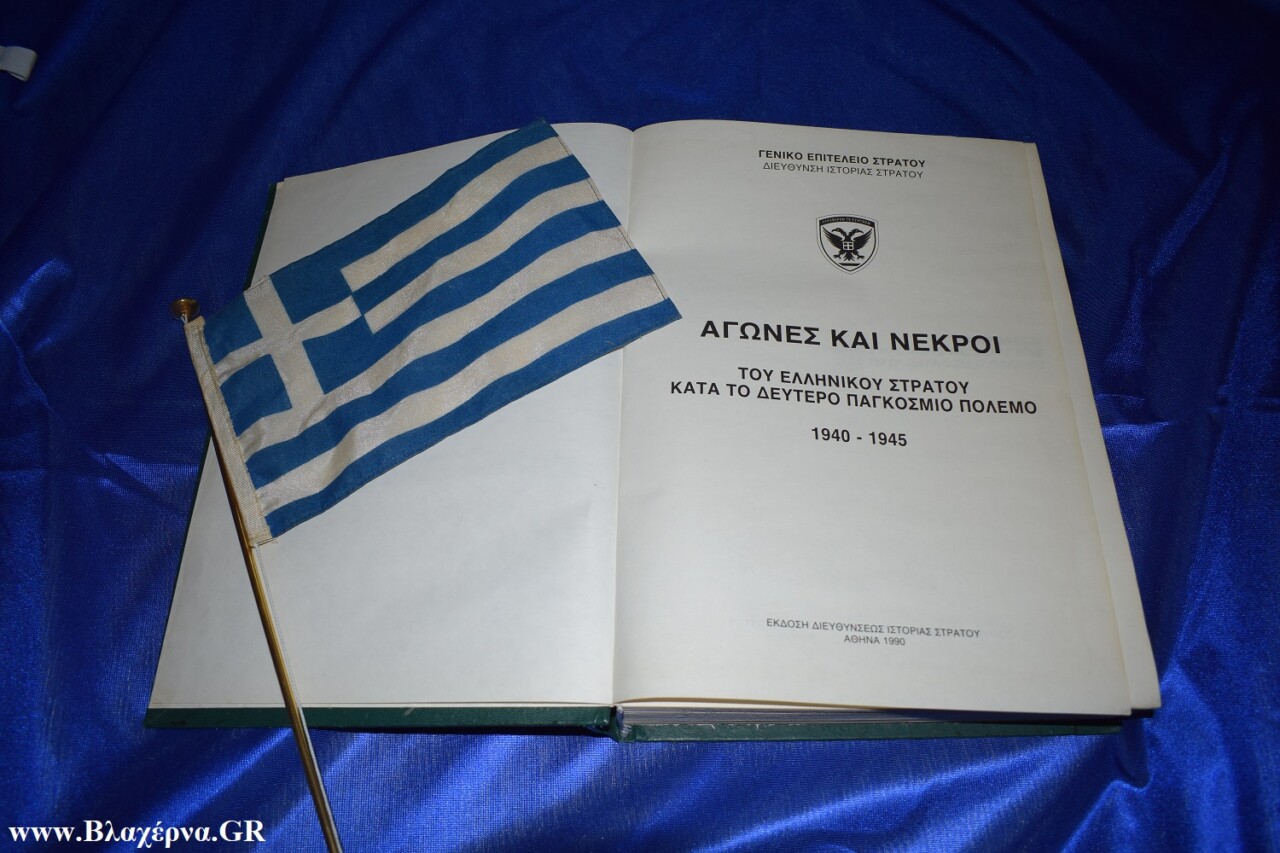 ΓΕΝΙΚΟ ΕΠΙΤΕΛΕΙΟ ΣΤΡΑΤΟΥ
ΔΙΕΥΘΥΝΣΗ ΙΣΤΟΡΙΑΣ ΣΤΡΑΤΟΥ
ΑΓΩΝΕΣ ΚΑΙ ΝΕΚΡΟΙ
ΤΟΥ ΕΛΛΗΝΙΚΟΥ ΣΤΡΑΤΟΥ
ΚΑΤΑ ΤΟ ΔΕΥΤΕΡΟ ΠΑΓΚΟΣΜΙΟ ΠΟΛΕΜΟ
1940 - 1945
ΕΚΔΟΣΗ ΔΙΕΥΘΥΝΣΕΩΣ ΙΣΤΟΡΙΑΣ ΣΤΡΑΤΟΥ
ΑΘΗΝΑ 1990
www.Βλαχέρνα.GR